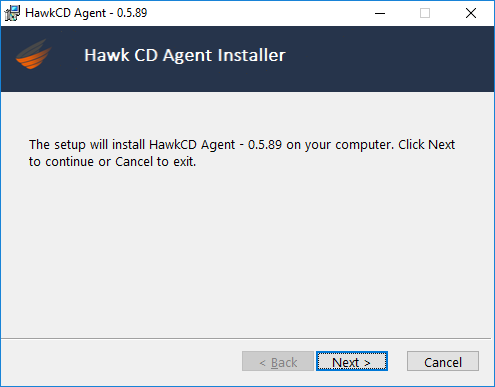 HawkCD Agent - 0.5.89
Hawk CD Agent Installer
The setup will install HawkCD Agent - 0.5.89 on your computer. Click Next
to continue or Cancel to exit.
< Back Next > Cancel